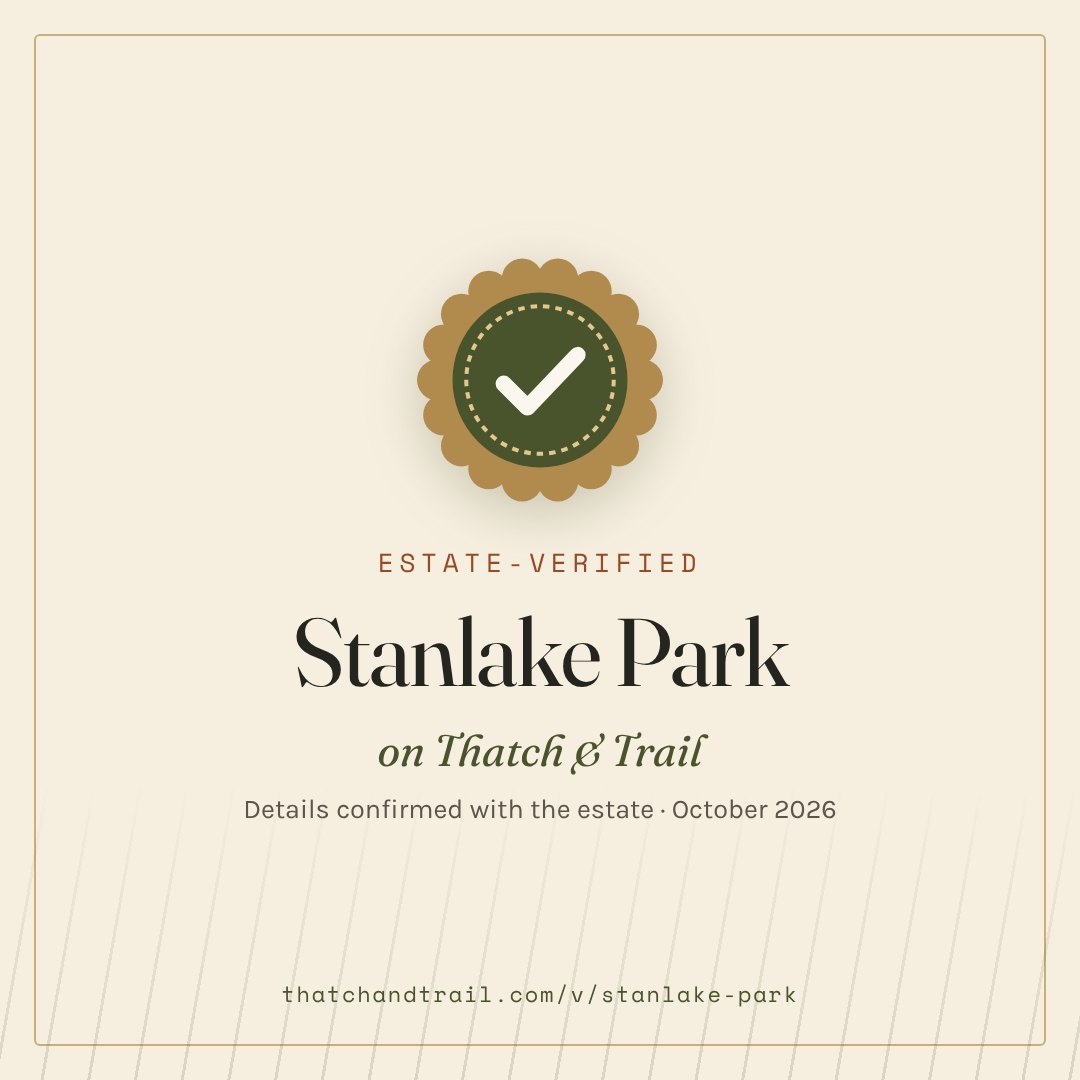 ESTATE-VERIFIED
Stanlake Park
on Thatch & Trail
Details confirmed with the estate · October 2026
thatchandtrail.com/v/stanlake-park